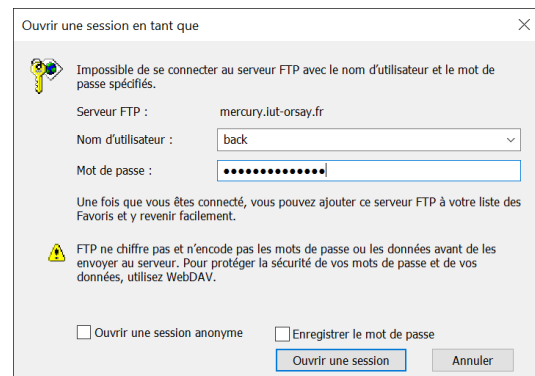 Ouvrir une session en tant que
Impossible de se connecter au serveur FTP avec le nom d'utilisateur et le mot de
passe spécifiés.
Serveur FTP : mercury.iut-orsay.fr
Nom d'utilisateur : back
Mot de passe : ●●●●●●●●●●●●●●
Une fois que vous êtes connecté, vous pouvez ajouter ce serveur FTP à votre liste des
Favoris et y revenir facilement.
FTP ne chiffre pas et n'encode pas les mots de passe ou les données avant de les
envoyer au serveur. Pour protéger la sécurité de vos mots de passe et de vos
données, utilisez WebDAV.
Ouvrir une session anonyme Enregistrer le mot de passe
Ouvrir une session Annuler